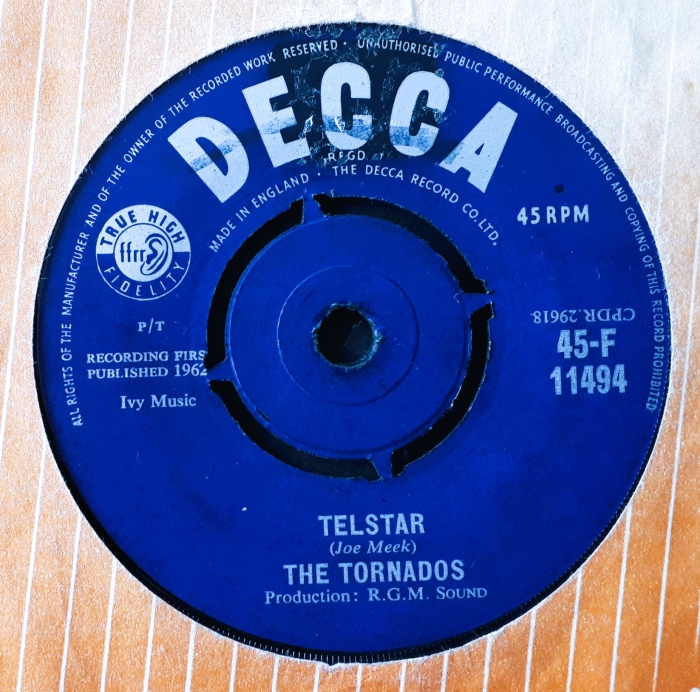 ALL RIGHTS OF THE MANUFACTURER AND OF THE OWNER OF THE RECORDED WORK RESERVED · UNAUTHORISED PUBLIC PERFORMANCE BROADCASTING AND COPYING OF THIS RECORD PROHIBITED
DECCA
REGD.
MADE IN ENGLAND · THE DECCA RECORD CO. LTD.
TRUE HIGH
ffrr
FIDELITY
45 RPM
P/T
RECORDING FIRS
PUBLISHED 1962
Ivy Music
CPDR.29618.
45-F
11494
TELSTAR
(Joe Meek)
THE TORNADOS
Production: R.G.M. SOUND